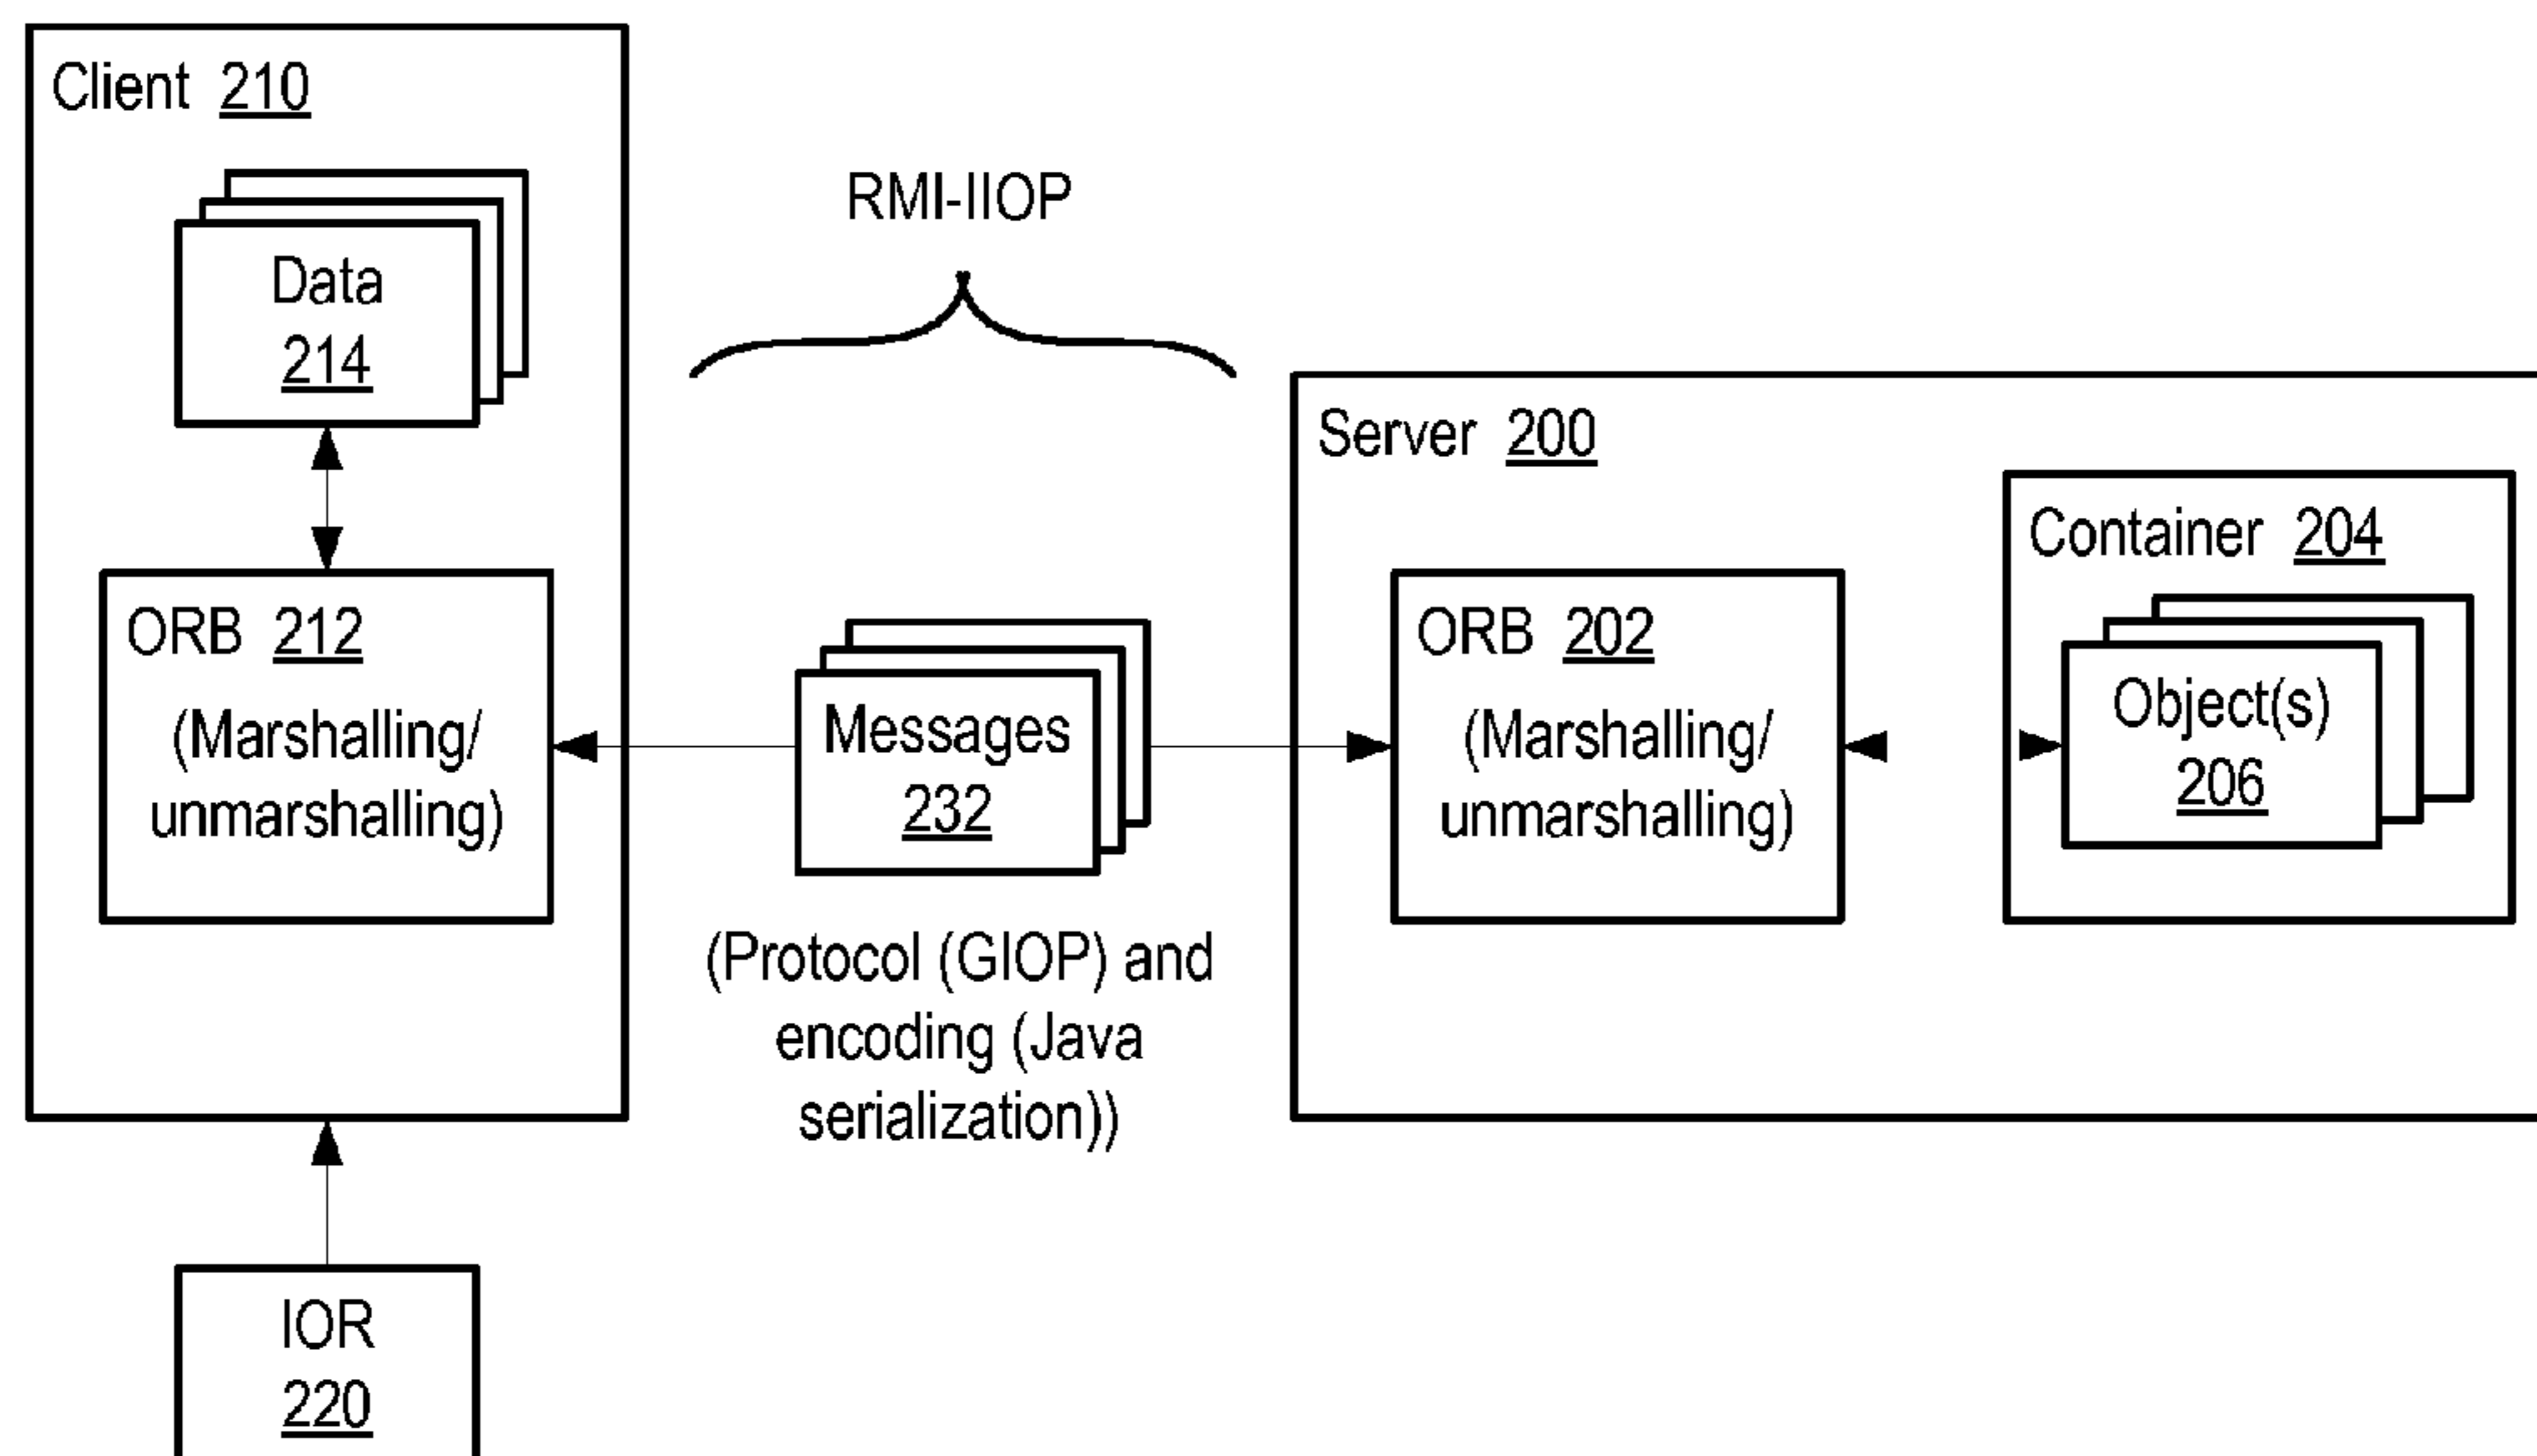 Client 210
Data
214
ORB 212
(Marshalling/
unmarshalling)
IOR
220
RMI-IIOP
Messages
232
(Protocol (GIOP) and
encoding (Java
serialization))
Server 200
ORB 202
(Marshalling/
unmarshalling)
Container 204
Object(s)
206